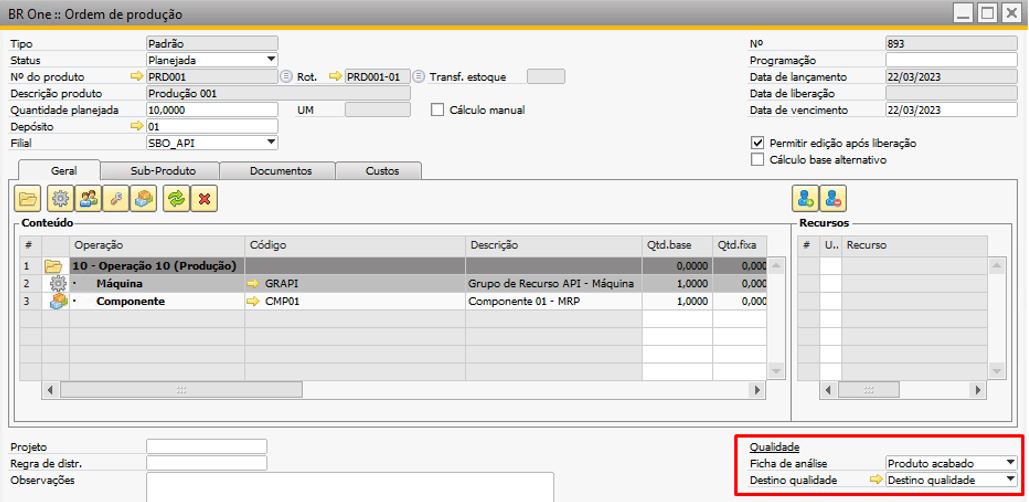 BR One :: Ordem de produção
Tipo Padrão Nº 893
Status Planejada Programação
Nº do produto PRD001 Rot. PRD001-01 Transf. estoque Data de lançamento 22/03/2023
Descrição produto Produção 001 Data de liberação
Quantidade planejada 10,0000 UM Cálculo manual Data de vencimento 22/03/2023
Depósito 01
Filial SBO_API Permitir edição após liberação
Cálculo base alternativo
Geral Sub-Produto Documentos Custos
Conteúdo Recursos
# Operação Código Descrição Qtd.base Qtd.fixa # U.. Recurso
1 10 - Operação 10 (Produção) 0,0000 0,000
2 Máquina GRAPI Grupo de Recurso API - Máquina 1,0000 0,000
3 Componente CMP01 Componente 01 - MRP 1,0000 0,000
Projeto Qualidade
Regra de distr. Ficha de análise Produto acabado
Observações Destino qualidade Destino qualidade